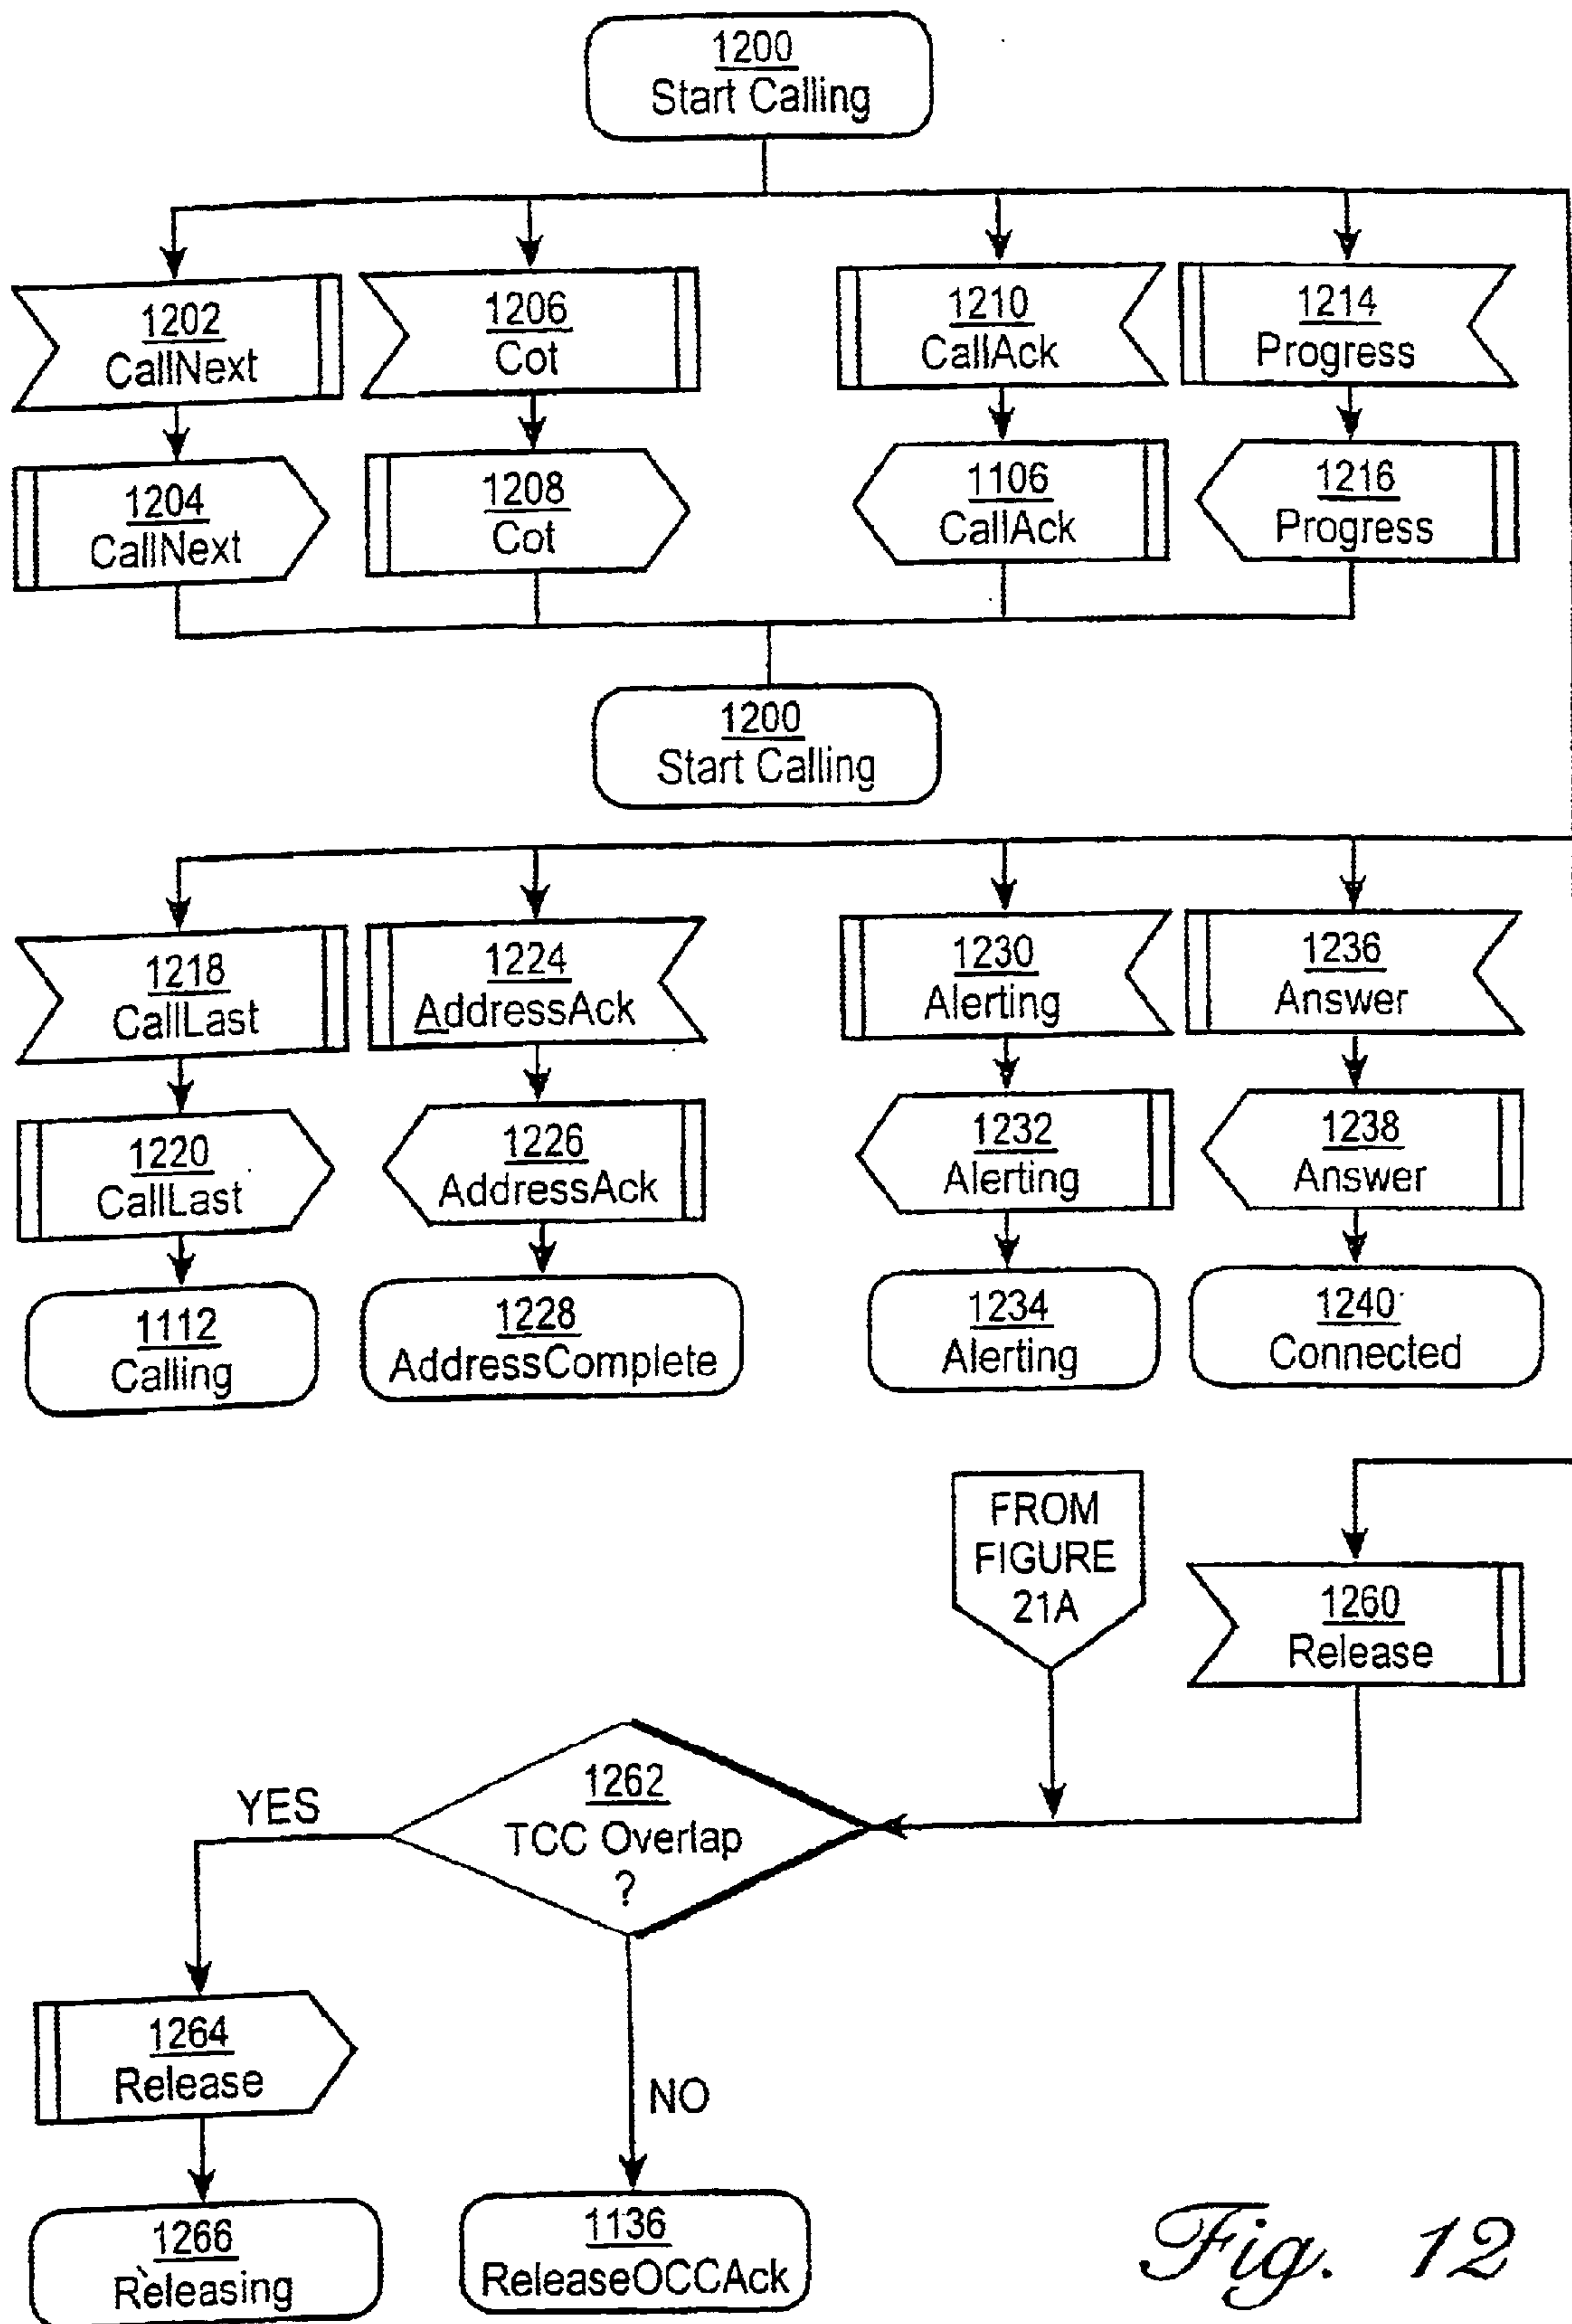 1200
Start Calling
1202
CallNext
1206
Cot
1210
CallAck
1214
Progress
1204
CallNext
1208
Cot
1106
CallAck
1216
Progress
1200
Start Calling
1218
CallLast
1224
AddressAck
1230
Alerting
1236
Answer
1220
CallLast
1226
AddressAck
1232
Alerting
1238
Answer
1112
Calling
1228
AddressComplete
1234
Alerting
1240
Connected
FROM
FIGURE
21A
1260
Release
1262
TCC Overlap
?
YES
1264
Release
NO
1266
Releasing
1136
ReleaseOCCAck
Fig. 12